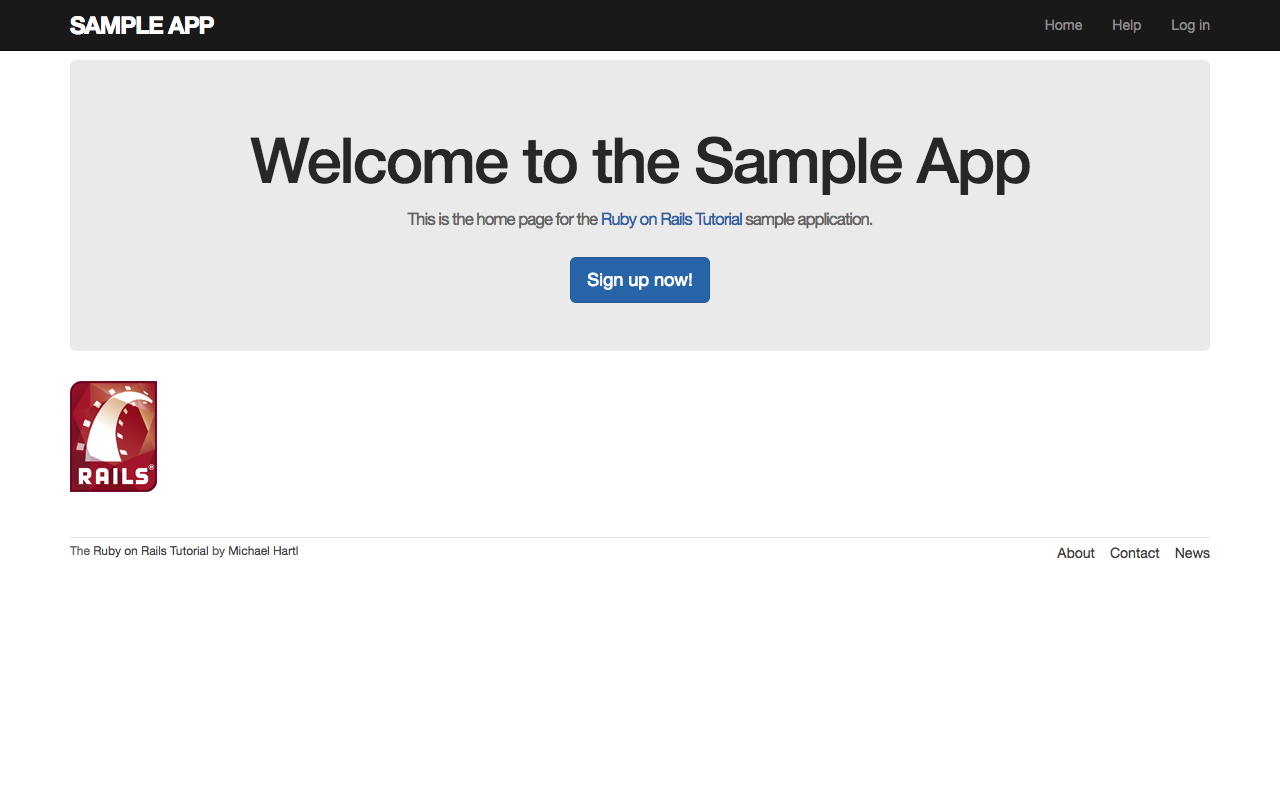 SAMPLE APP
Home Help Log in
Welcome to the Sample App
This is the home page for the Ruby on Rails Tutorial sample application.
Sign up now!
RAILS®
The Ruby on Rails Tutorial by Michael Hartl
About Contact News